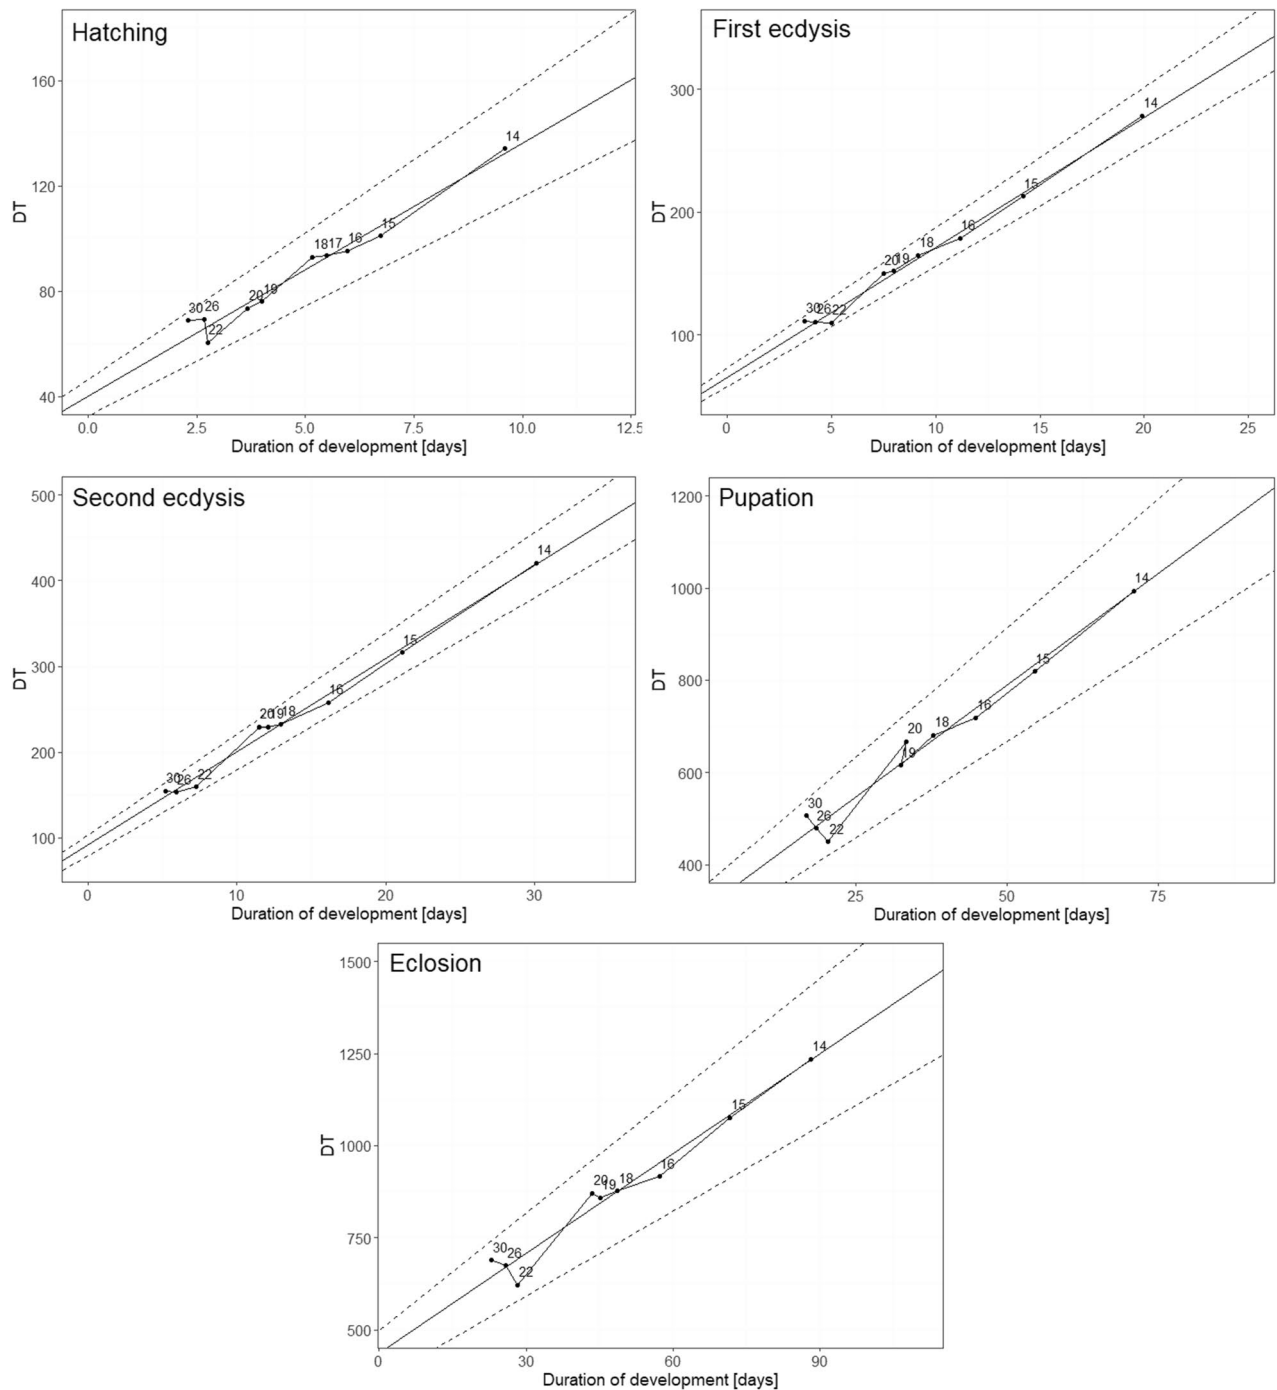 Hatching
160
120
80
40
DT
30 26
22
20 19
18 17 16 15
14
0.0 2.5 5.0 7.5 10.0 12.5
Duration of development [days]
First ecdysis
300
200
100
DT
30 26 22
20 19 18
16
15
14
0 5 10 15 20 25
Duration of development [days]
Second ecdysis
500
400
300
200
100
DT
30 26 22
20 19 18
16
15
14
0 10 20 30
Duration of development [days]
Pupation
1200
1000
800
600
400
DT
30
26
22
20
9
18
16
15
14
25 50 75
Duration of development [days]
Eclosion
1500
1250
1000
750
500
DT
30 26
22
20 19 18
16
15
14
0 30 60 90
Duration of development [days]